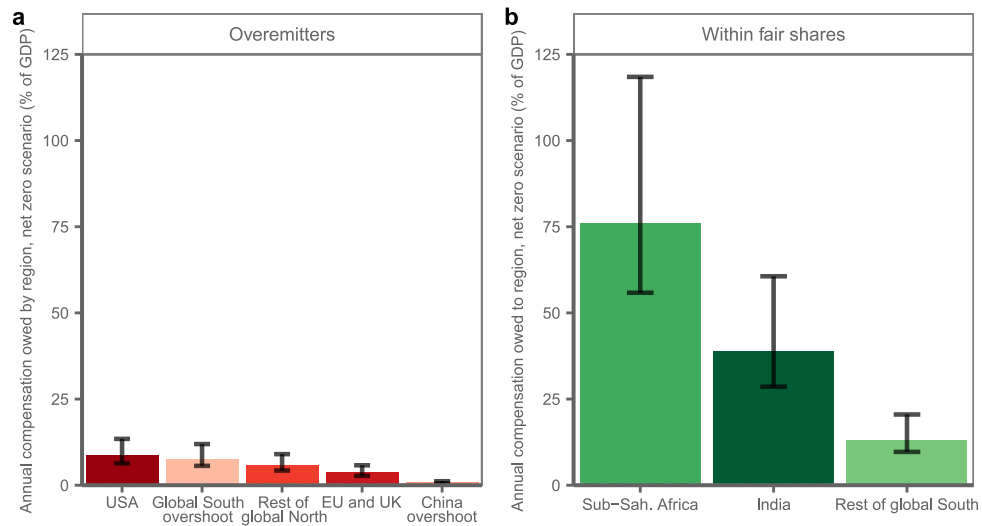 a
Overemitters
Annual compensation owed by region, net zero scenario (% of GDP)
125
100
75
50
25
0
USA
Global South
overshoot
Rest of
global North
EU and UK
China
overshoot
b
Within fair shares
Annual compensation owed to region, net zero scenario (% of GDP)
125
100
75
50
25
0
Sub−Sah. Africa
India
Rest of global South